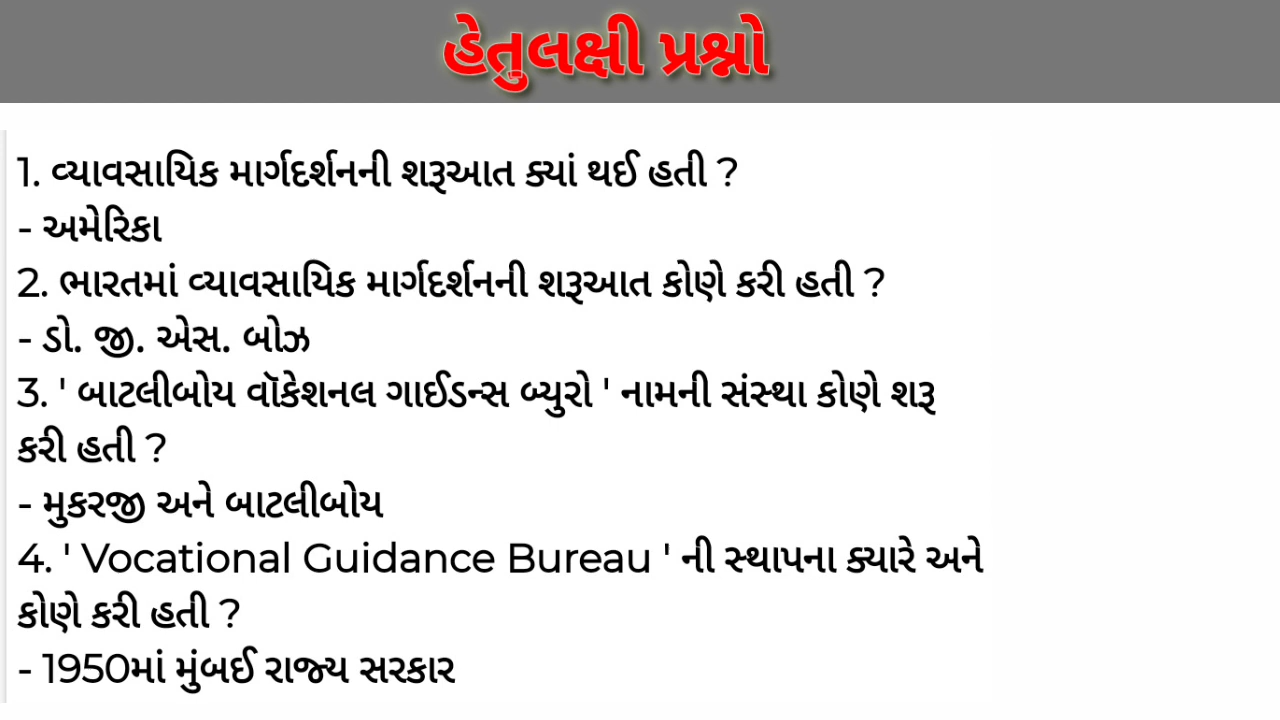 હેતુલક્ષી પ્રશ્નો
1. વ્યાવસાયિક માર્ગદર્શનની શરૂઆત ક્યાં થઈ હતી ?
- અમેરિકા
2. ભારતમાં વ્યાવસાયિક માર્ગદર્શનની શરૂઆત કોણે કરી હતી ?
- ડો. જી. એસ. બોઝ
3. ' બાટલીબોય વૉકેશનલ ગાઈડન્સ બ્યુરો ' નામની સંસ્થા કોણે શરૂ
કરી હતી ?
- મુકરજી અને બાટલીબોય
4. ' Vocational Guidance Bureau ' ની સ્થાપના ક્યારે અને
કોણે કરી હતી ?
- 1950માં મુંબઈ રાજ્ય સરકાર